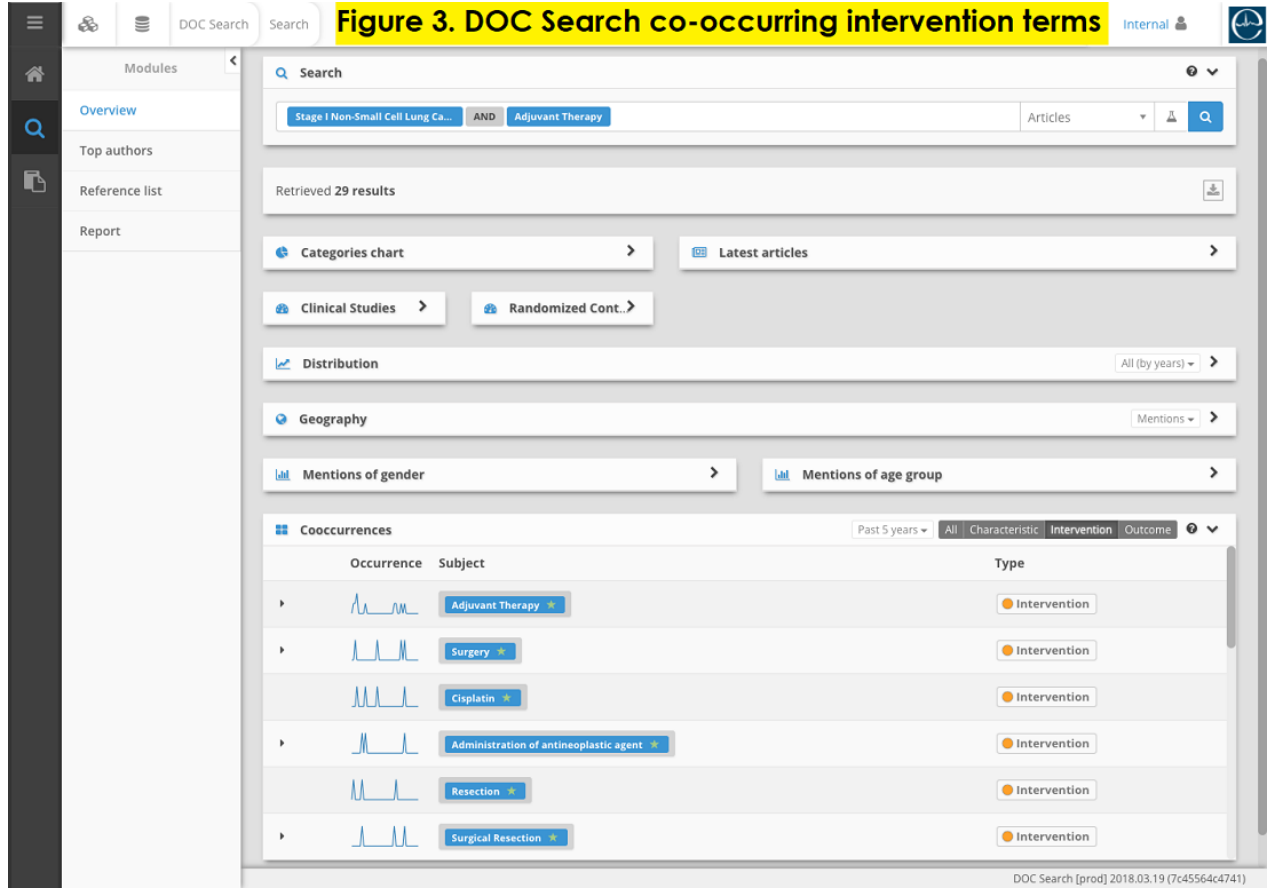 DOC Search
Search
Figure 3. DOC Search co-occurring intervention terms
Internal
Modules
Overview
Top authors
Reference list
Report
Search
Stage I Non-Small Cell Lung Ca... AND Adjuvant Therapy
Articles
Retrieved 29 results
Categories chart
Latest articles
Clinical Studies
Randomized Cont..
Distribution
All (by years)
Geography
Mentions
Mentions of gender
Mentions of age group
Cooccurrences
Past 5 years
All Characteristic Intervention Outcome
Occurrence Subject Type
Adjuvant Therapy Intervention
Surgery Intervention
Cisplatin Intervention
Administration of antineoplastic agent Intervention
Resection Intervention
Surgical Resection Intervention
DOC Search [prod] 2018.03.19 (7c45564c4741)